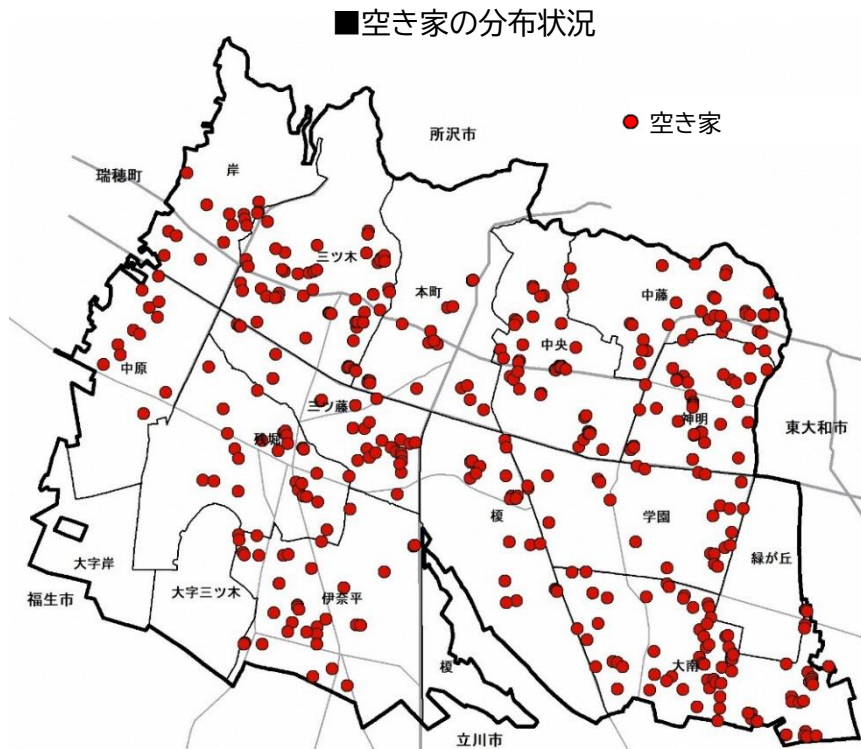 ■空き家の分布状況
所沢市
空き家
瑞穂町
岸
三ツ木
本町
中藤
中央
中原
三ツ藤
神明
東大和市
残堀
榎
学園
緑が丘
大字岸
大字三ツ木
福生市
伊奈平
榎
大南
立川市